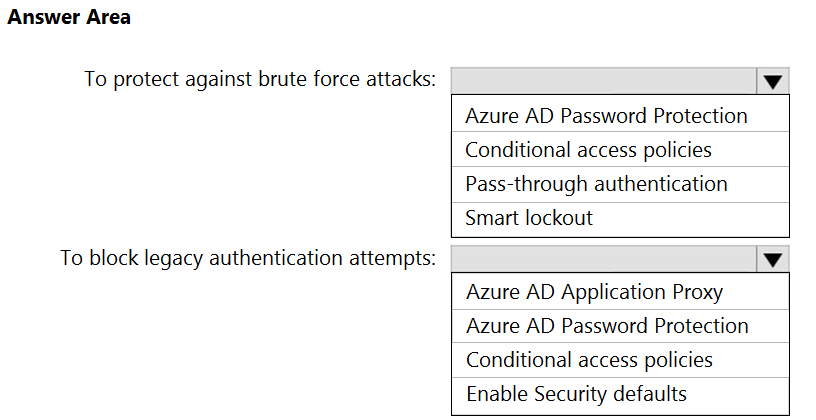 Answer Area
To protect against brute force attacks:
Azure AD Password Protection
Conditional access policies
Pass-through authentication
Smart lockout
To block legacy authentication attempts:
Azure AD Application Proxy
Azure AD Password Protection
Conditional access policies
Enable Security defaults